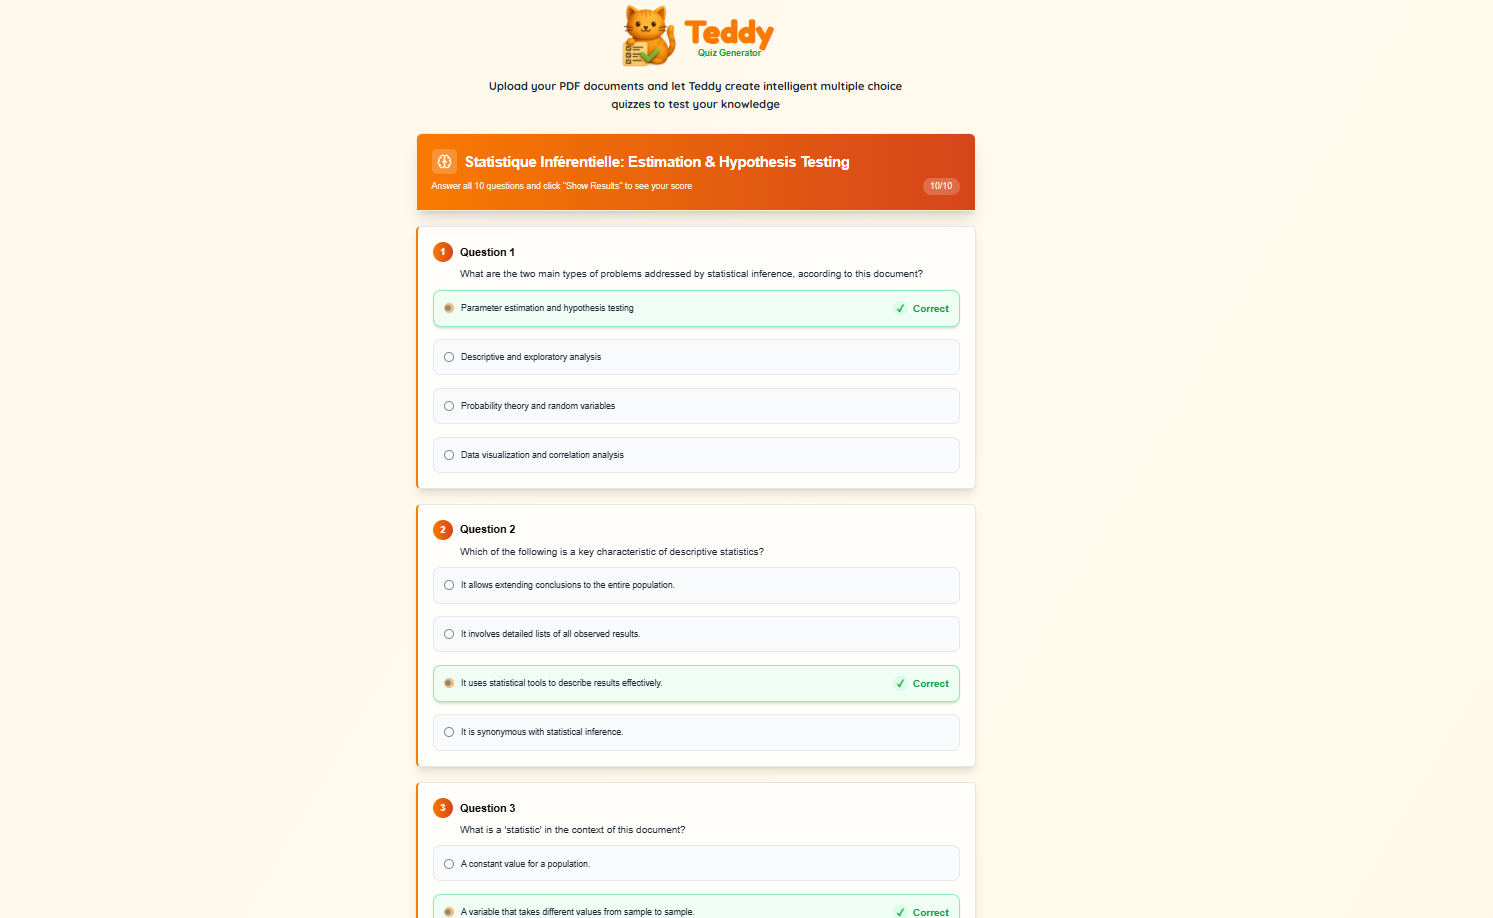 Teddy
Quiz Generator
Upload your PDF documents and let Teddy create intelligent multiple choice
quizzes to test your knowledge
Statistique Inférentielle: Estimation & Hypothesis Testing
Answer all 10 questions and click "Show Results" to see your score
10/10
1 Question 1
What are the two main types of problems addressed by statistical inference, according to this document?
Parameter estimation and hypothesis testing ✓ Correct
Descriptive and exploratory analysis
Probability theory and random variables
Data visualization and correlation analysis
2 Question 2
Which of the following is a key characteristic of descriptive statistics?
It allows extending conclusions to the entire population.
It involves detailed lists of all observed results.
It uses statistical tools to describe results effectively. ✓ Correct
It is synonymous with statistical inference.
3 Question 3
What is a 'statistic' in the context of this document?
A constant value for a population.
A variable that takes different values from sample to sample. ✓ Correct